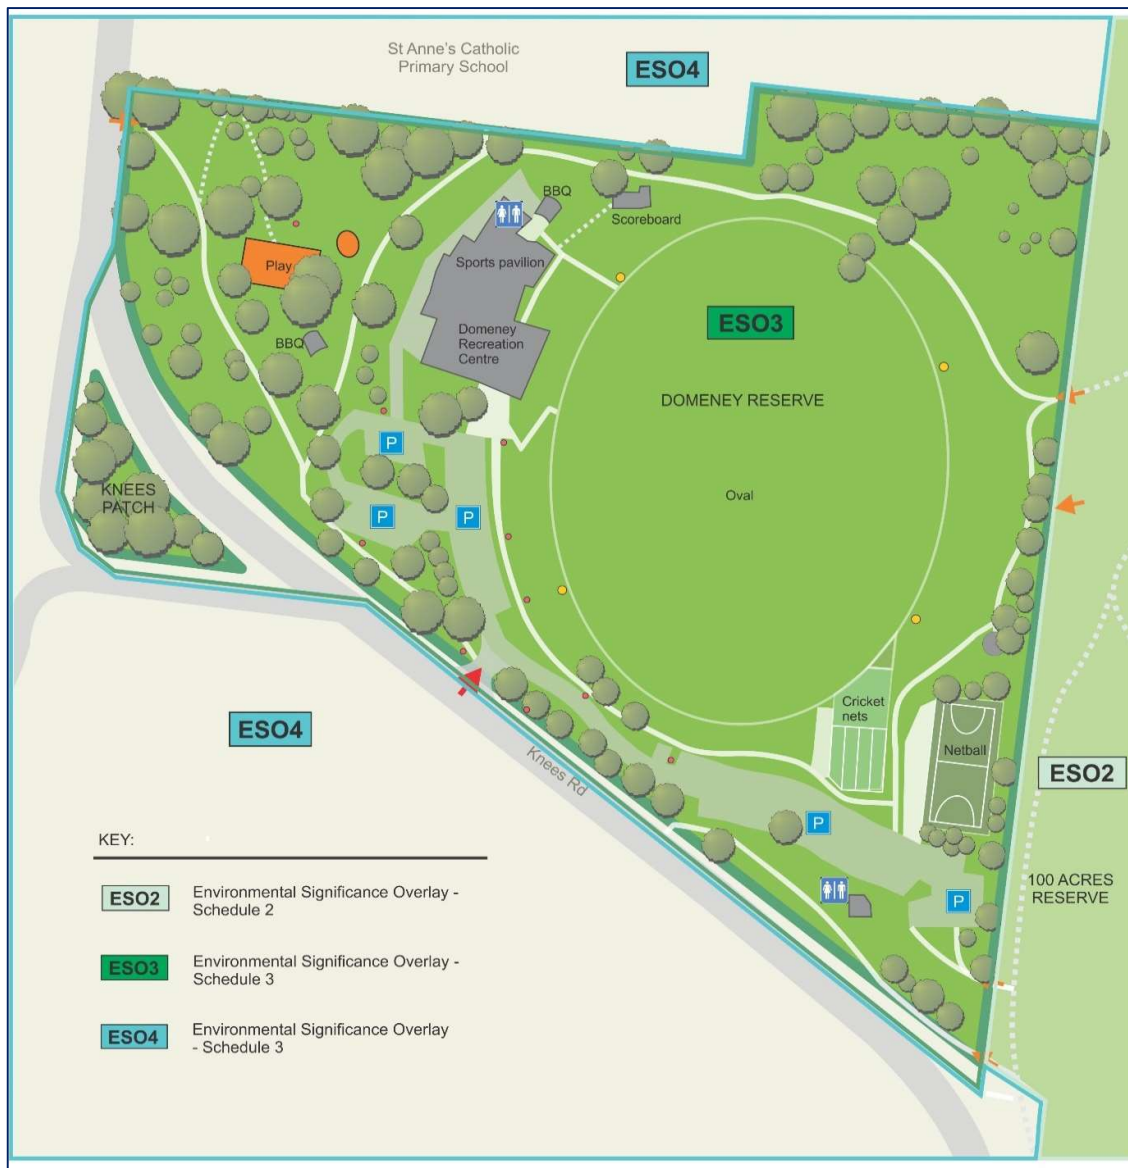 St Anne's Catholic
Primary School
ESO4
BBQ
Scoreboard
Sports pavilion
Play
ESO3
BBQ
Domeney
Recreation
Centre
DOMENEY RESERVE
P
KNEES
PATCH
Oval
P
P
Cricket
nets
ESO4
Netball
Knees Rd
ESO2
P
KEY:
100 ACRES
RESERVE
P
ESO2
Environmental Significance Overlay -
Schedule 2
ESO3
Environmental Significance Overlay -
Schedule 3
ESO4
Environmental Significance Overlay
- Schedule 3